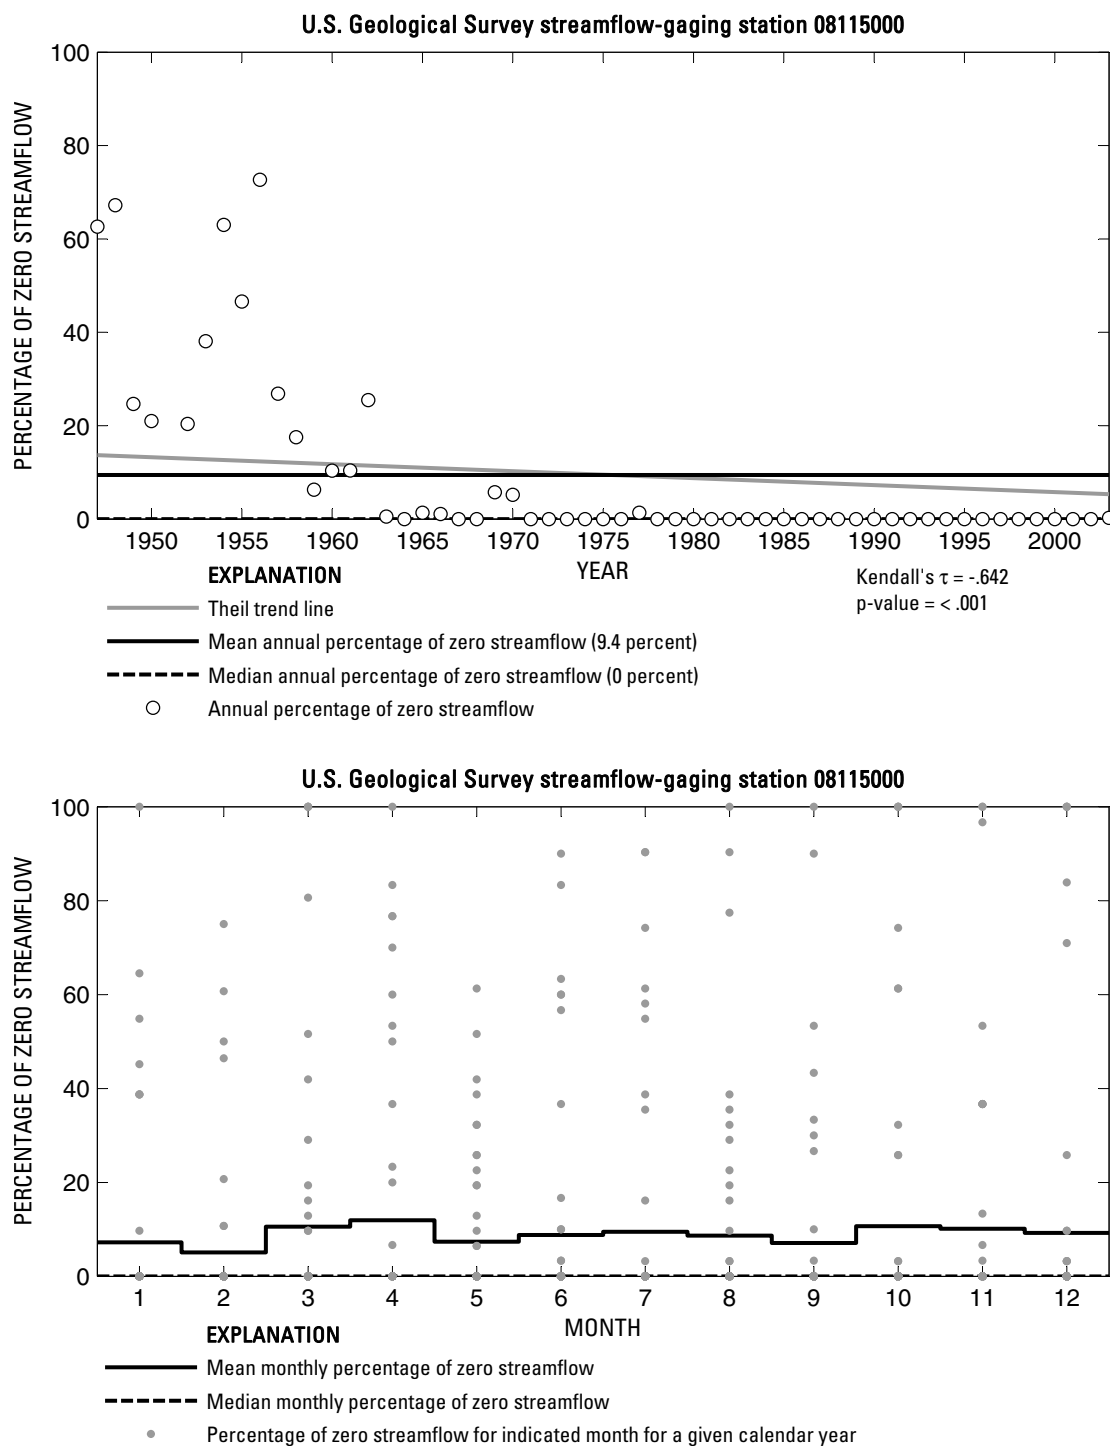 U.S. Geological Survey streamflow-gaging station 08115000
PERCENTAGE OF ZERO STREAMFLOW
100
80
60
40
20
0
1950 1955 1960 1965 1970 1975 1980 1985 1990 1995 2000
YEAR
Kendall's τ = -.642
p-value = < .001
EXPLANATION
Theil trend line
Mean annual percentage of zero streamflow (9.4 percent)
Median annual percentage of zero streamflow (0 percent)
Annual percentage of zero streamflow
U.S. Geological Survey streamflow-gaging station 08115000
PERCENTAGE OF ZERO STREAMFLOW
100
80
60
40
20
0
1 2 3 4 5 6 7 8 9 10 11 12
MONTH
EXPLANATION
Mean monthly percentage of zero streamflow
Median monthly percentage of zero streamflow
Percentage of zero streamflow for indicated month for a given calendar year